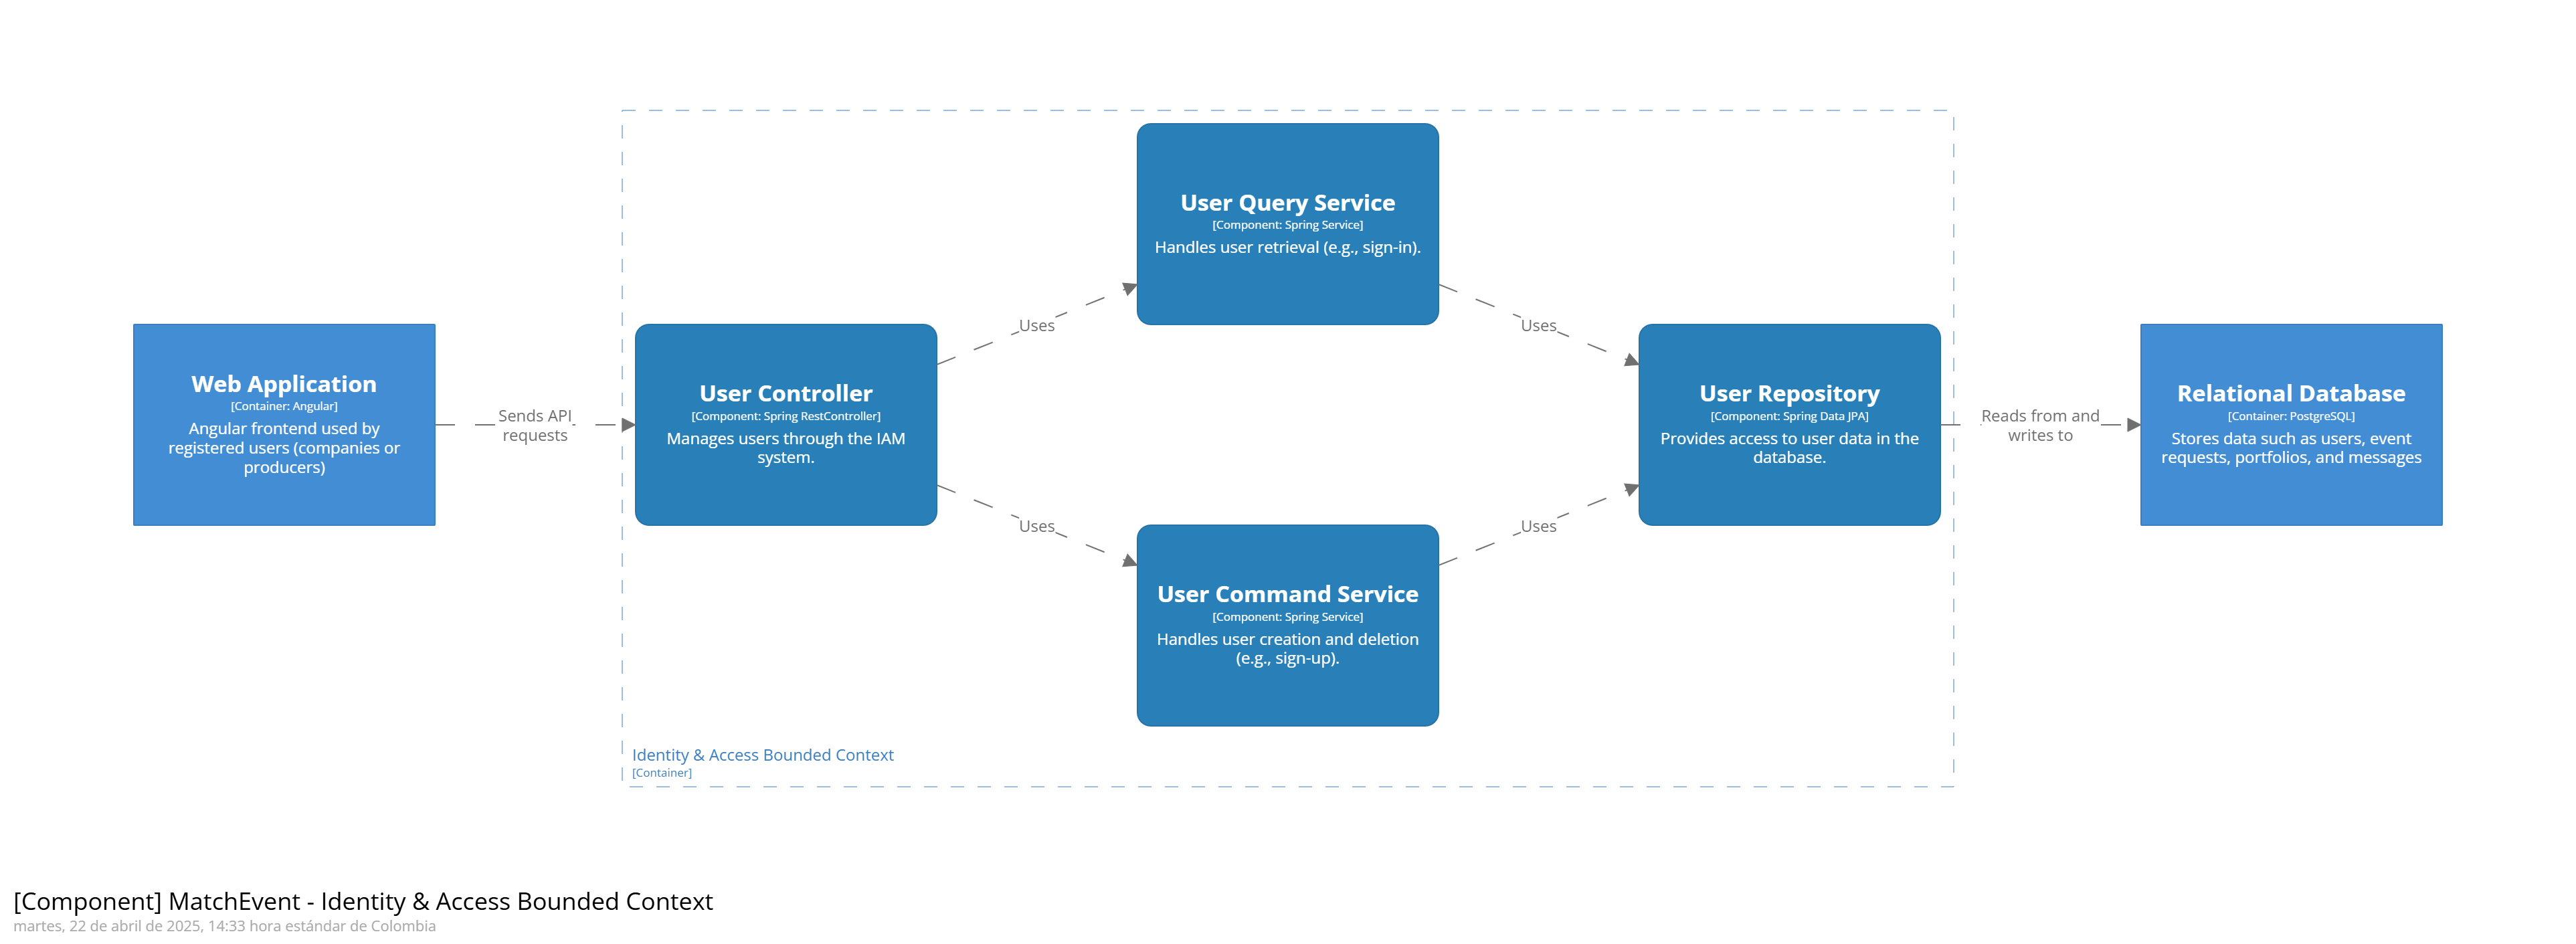 User Query Service
[Component: Spring Service]
Handles user retrieval (e.g., sign-in).
Web Application
[Container: Angular]
Angular frontend used by
registered users (companies or
producers)
Sends API
requests
User Controller
[Component: Spring RestController]
Manages users through the IAM
system.
Uses
Uses
Uses
Uses
User Repository
[Component: Spring Data JPA]
Provides access to user data in the
database.
Reads from and
writes to
Relational Database
[Container: PostgreSQL]
Stores data such as users, event
requests, portfolios, and messages
User Command Service
[Component: Spring Service]
Handles user creation and deletion
(e.g., sign-up).
Identity & Access Bounded Context
[Container]
[Component] MatchEvent - Identity & Access Bounded Context
martes, 22 de abril de 2025, 14:33 hora estándar de Colombia